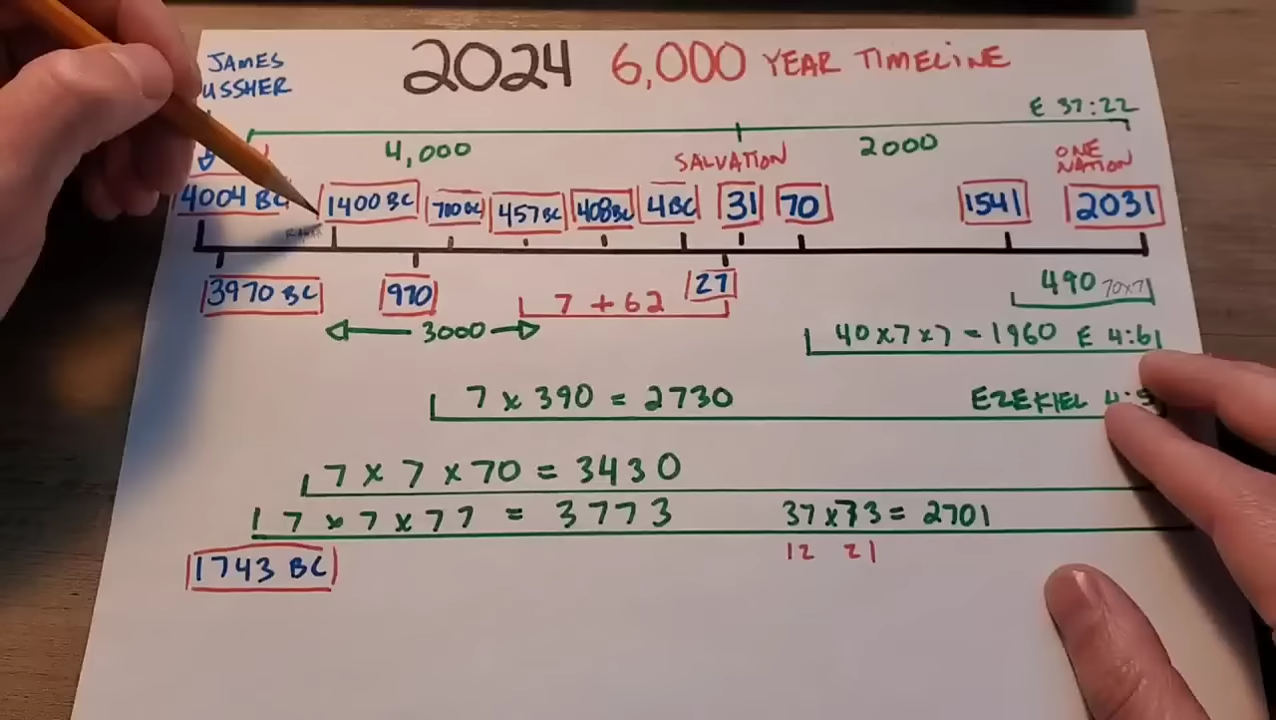 JAMES
USSHER
2024 6,000 YEAR TIMELINE
E 37:22
4,000
SALVATION
2000
ONE
NATION
4004 BC
1400 BC
700 BC
457 BC
408 BC
4 BC
31
70
1541
2031
3970 BC
970
7 + 62
27
490 70x7
3000
40 x 7 x 7 = 1960 E 4:6
7 x 390 = 2730
EZEKIEL 4:5
7 x 7 x 70 = 3430
7 x 7 x 77 = 3773
37 x 73 = 2701
12 21
1743 BC